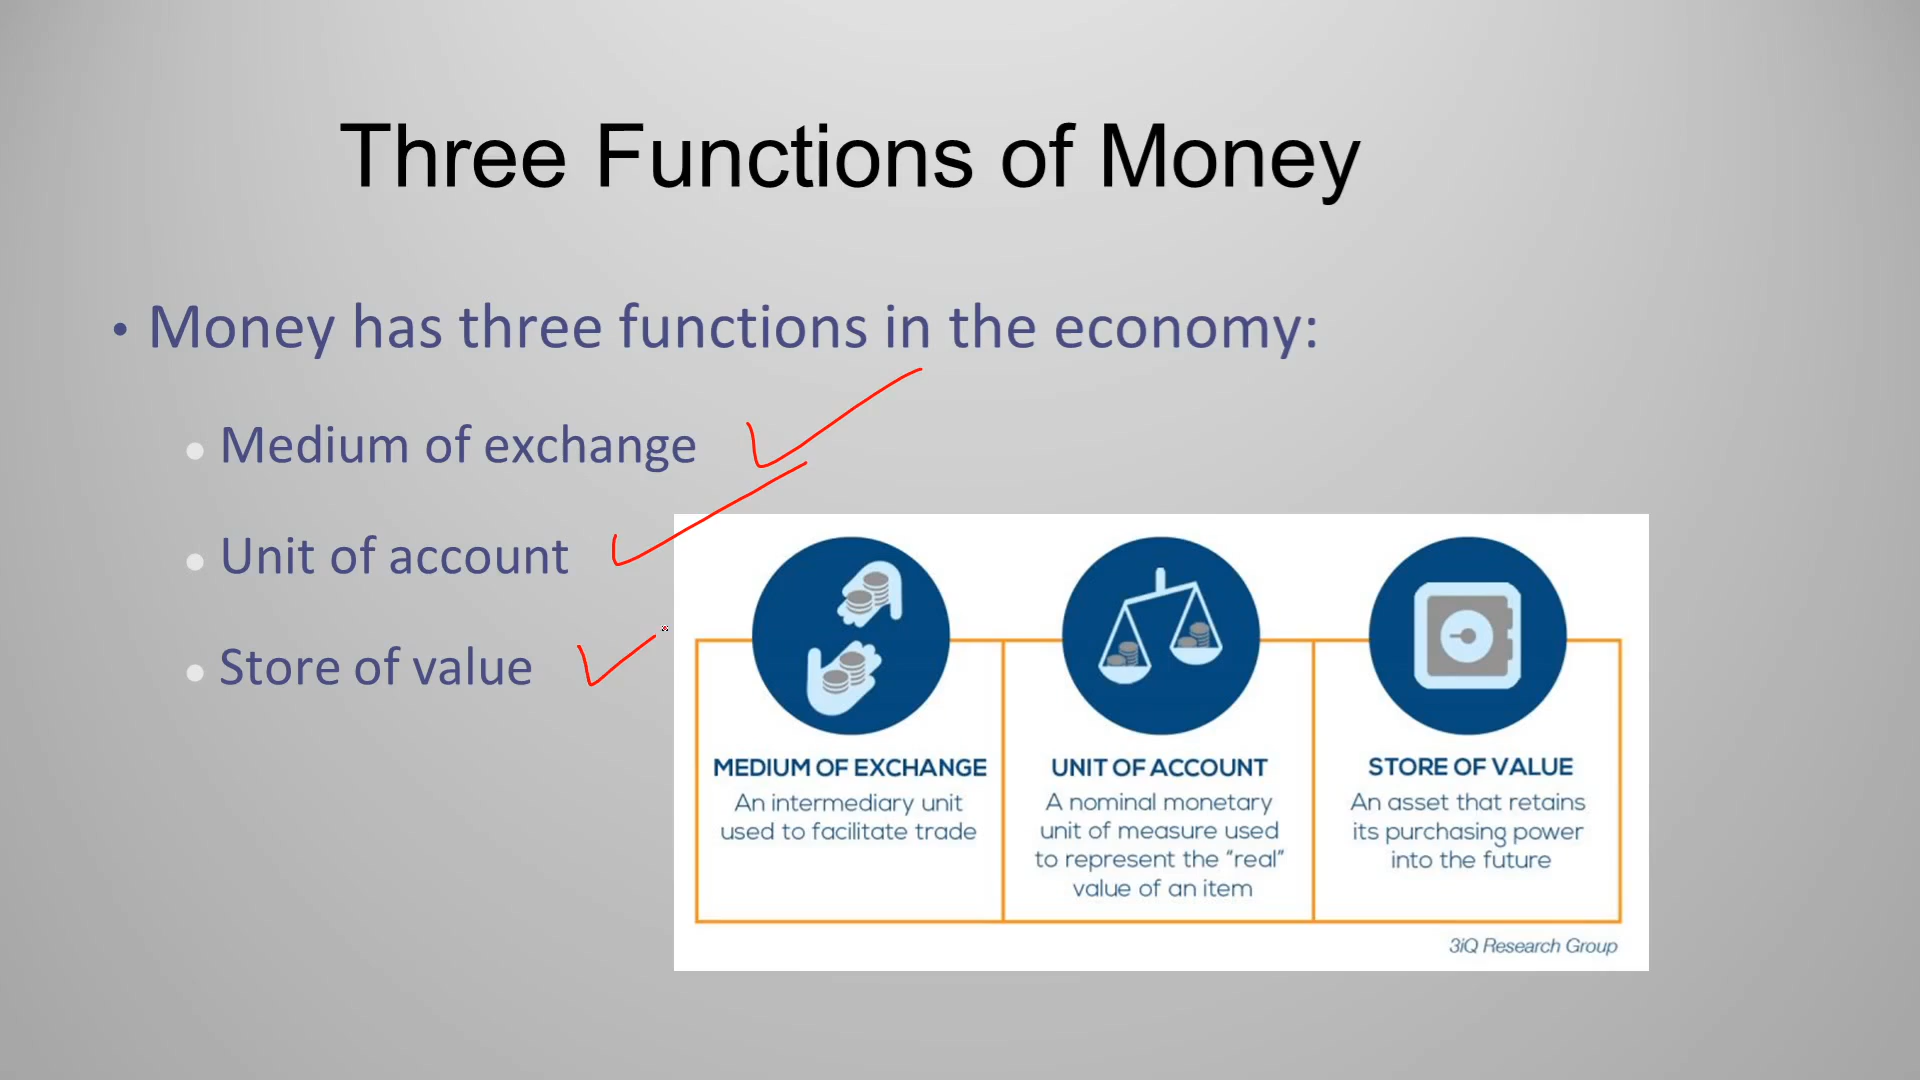 Three Functions of Money
• Money has three functions in the economy:
● Medium of exchange
● Unit of account
● Store of value
MEDIUM OF EXCHANGE
An intermediary unit
used to facilitate trade
UNIT OF ACCOUNT
A nominal monetary
unit of measure used
to represent the “real”
value of an item
STORE OF VALUE
An asset that retains
its purchasing power
into the future
3iQ Research Group